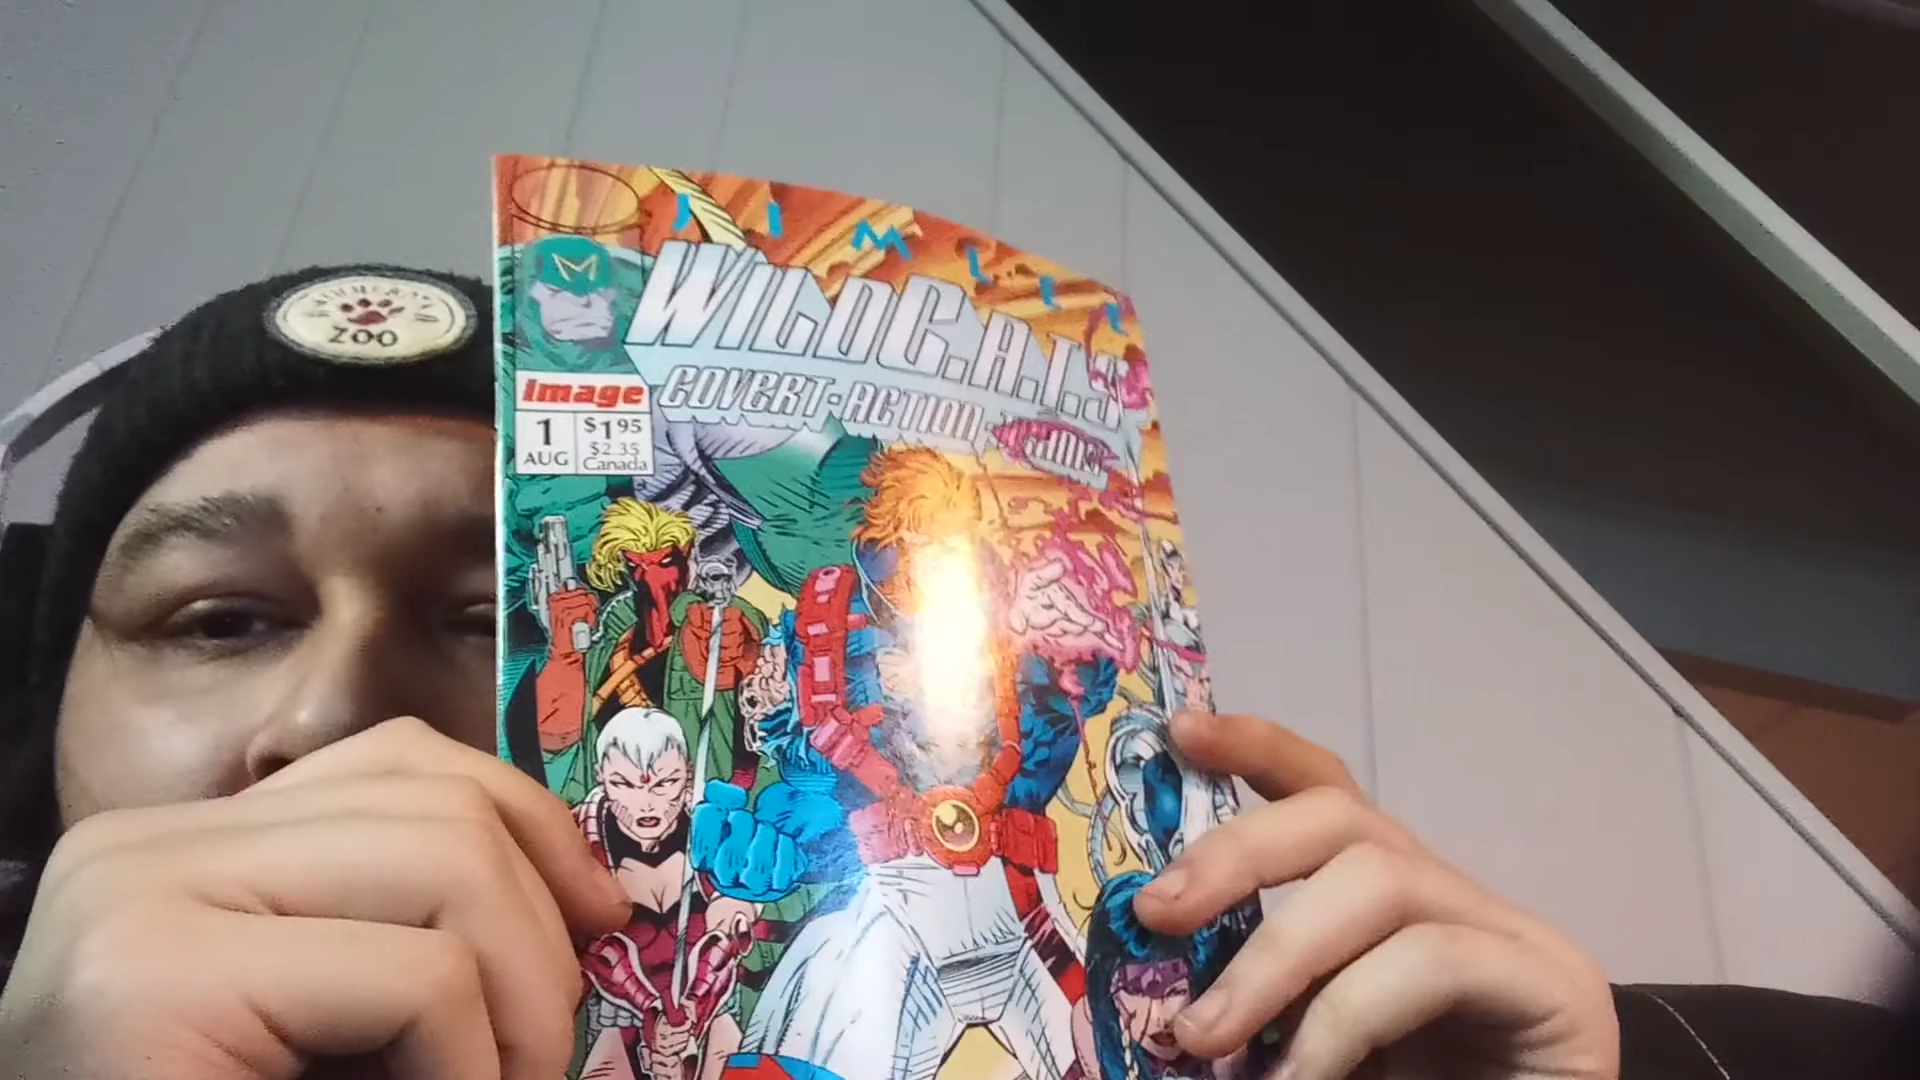 ZOO
JIM LEE
WILDC.A.T.S
COVERT-ACTION-TEAMS
image
1
AUG
$1.95
$2.35
Canada